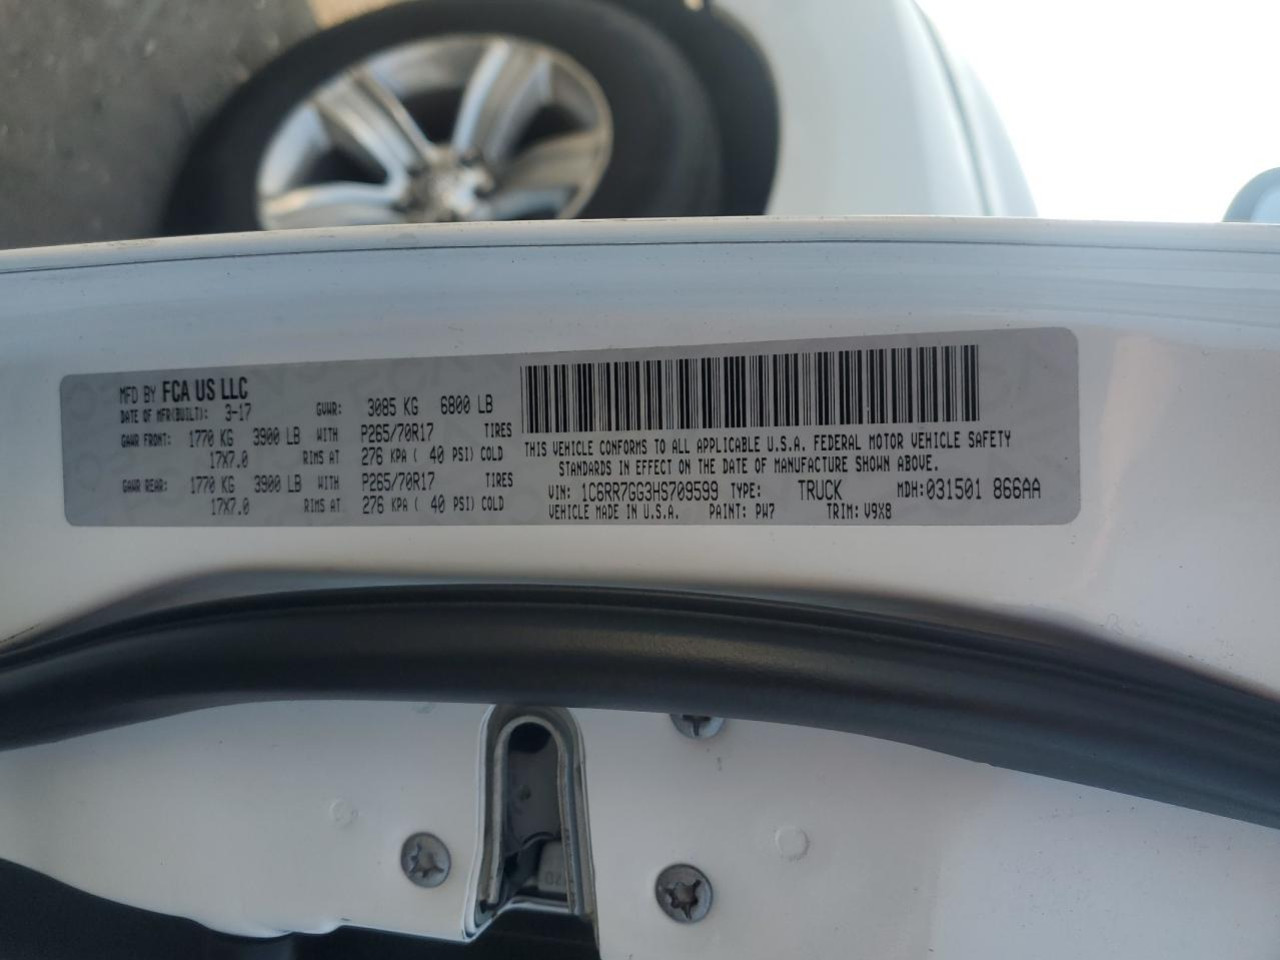 MFD BY FCA US LLC
DATE OF MFR(BUILT): 3-17 GVWR: 3085 KG 6800 LB
GAWR FRONT: 1770 KG 3900 LB WITH P265/70R17 TIRES
17X7.0 RIMS AT 276 KPA ( 40 PSI) COLD
GAWR REAR: 1770 KG 3900 LB WITH P265/70R17 TIRES
17X7.0 RIMS AT 276 KPA ( 40 PSI) COLD
THIS VEHICLE CONFORMS TO ALL APPLICABLE U.S.A. FEDERAL MOTOR VEHICLE SAFETY
STANDARDS IN EFFECT ON THE DATE OF MANUFACTURE SHOWN ABOVE.
VIN: 1C6RR7GG3HS709599 TYPE: TRUCK MDH: 031501 866AA
VEHICLE MADE IN U.S.A. PAINT: PW7 TRIM: V9X8